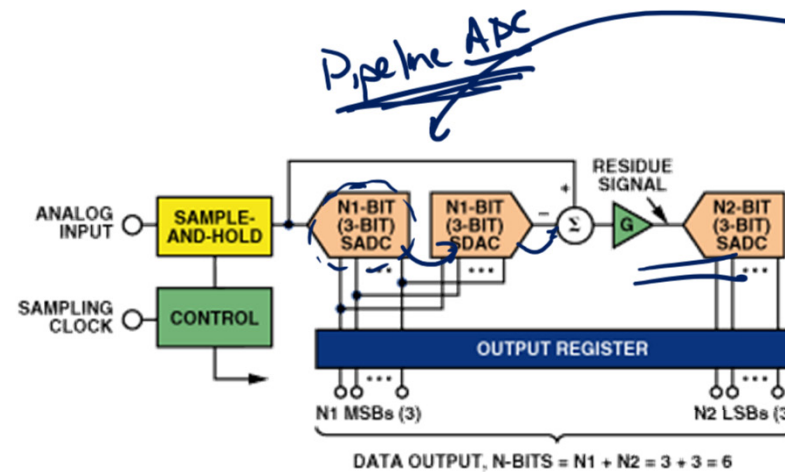 Pipeline ADC
RESIDUE
SIGNAL
ANALOG
INPUT
SAMPLE-
AND-HOLD
N1-BIT
(3-BIT)
SADC
N1-BIT
(3-BIT)
SDAC
+
−
Σ
G
N2-BIT
(3-BIT)
SADC
SAMPLING
CLOCK
CONTROL
OUTPUT REGISTER
N1 MSBs (3)
N2 LSBs (3
DATA OUTPUT, N-BITS = N1 + N2 = 3 + 3 = 6